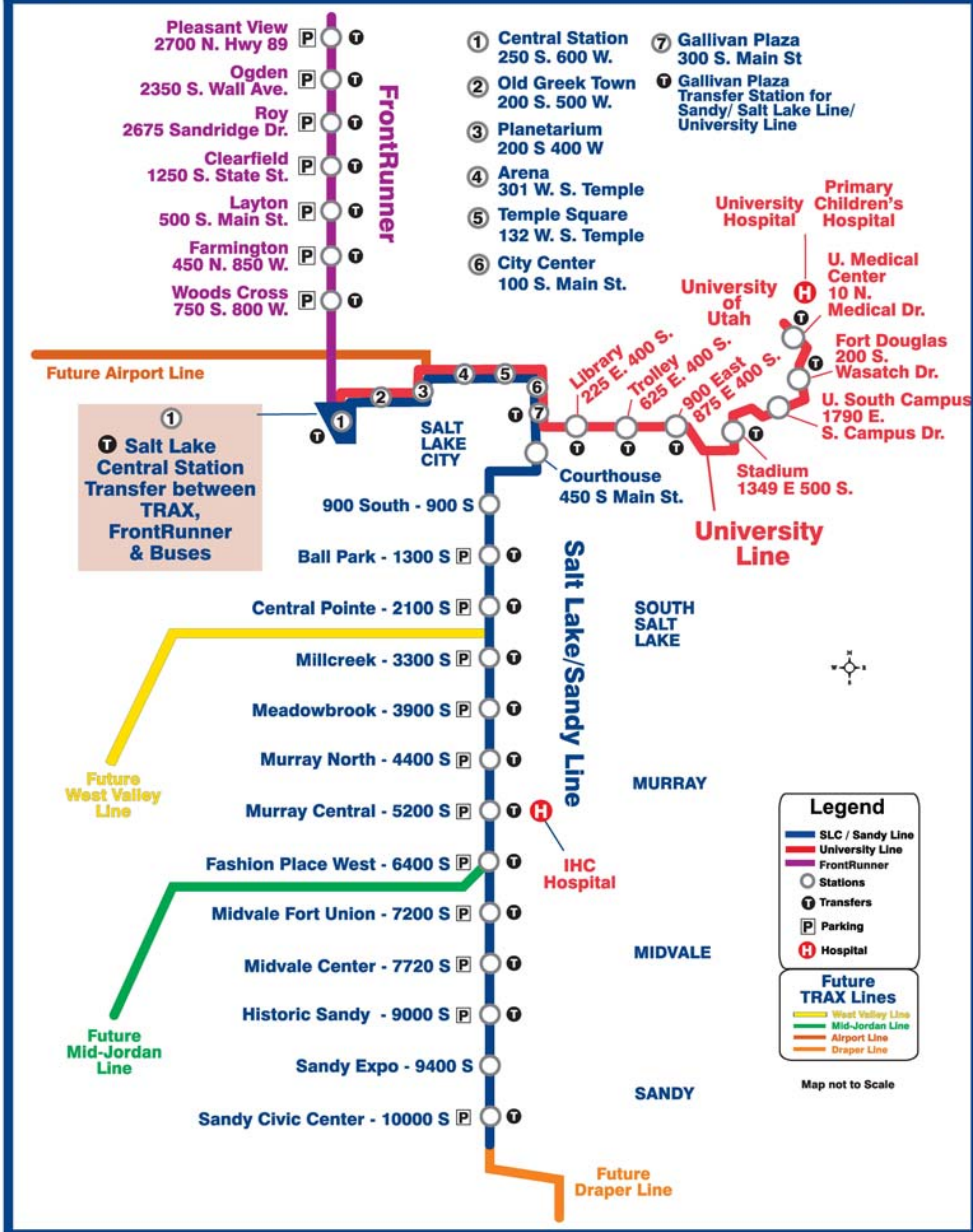 Pleasant View
2700 N. Hwy 89
P
T
Ogden
2350 S. Wall Ave.
P
T
Roy
2675 Sandridge Dr.
P
T
Clearfield
1250 S. State St.
P
T
Layton
500 S. Main St.
P
T
Farmington
450 N. 850 W.
P
T
Woods Cross
750 S. 800 W.
P
T
FrontRunner
1 Central Station
250 S. 600 W.
2 Old Greek Town
200 S. 500 W.
3 Planetarium
200 S 400 W
4 Arena
301 W. S. Temple
5 Temple Square
132 W. S. Temple
6 City Center
100 S. Main St.
7 Gallivan Plaza
300 S. Main St
T Gallivan Plaza
Transfer Station for
Sandy/ Salt Lake Line/
University Line
University
Hospital
Primary
Children's
Hospital
H
T
U. Medical
Center
10 N.
Medical Dr.
University
of
Utah
Fort Douglas
200 S.
Wasatch Dr.
T
U. South Campus
1790 E.
S. Campus Dr.
Stadium
1349 E 500 S.
T
Library
225 E. 400 S.
T
Trolley
625 E. 400 S.
T
900 East
875 E 400 S.
T
University
Line
Future Airport Line
1
2
3
4
5
6
7
T
T
1
T Salt Lake
Central Station
Transfer between
TRAX,
FrontRunner
& Buses
SALT
LAKE
CITY
Courthouse
450 S Main St.
900 South - 900 S
Ball Park - 1300 S P T
Central Pointe - 2100 S P T
Millcreek - 3300 S P T
Meadowbrook - 3900 S P T
Murray North - 4400 S P T
Murray Central - 5200 S P T H
IHC
Hospital
Fashion Place West - 6400 S P T
Midvale Fort Union - 7200 S P T
Midvale Center - 7720 S P T
Historic Sandy - 9000 S P T
Sandy Expo - 9400 S
Sandy Civic Center - 10000 S P T
Salt Lake/Sandy Line
SOUTH
SALT
LAKE
MURRAY
MIDVALE
SANDY
Future
West Valley
Line
Future
Mid-Jordan
Line
Future
Draper Line
N
W
E
S
Legend
SLC / Sandy Line
University Line
FrontRunner
Stations
T Transfers
P Parking
H Hospital
Future
TRAX Lines
West Valley Line
Mid-Jordan Line
Airport Line
Draper Line
Map not to Scale